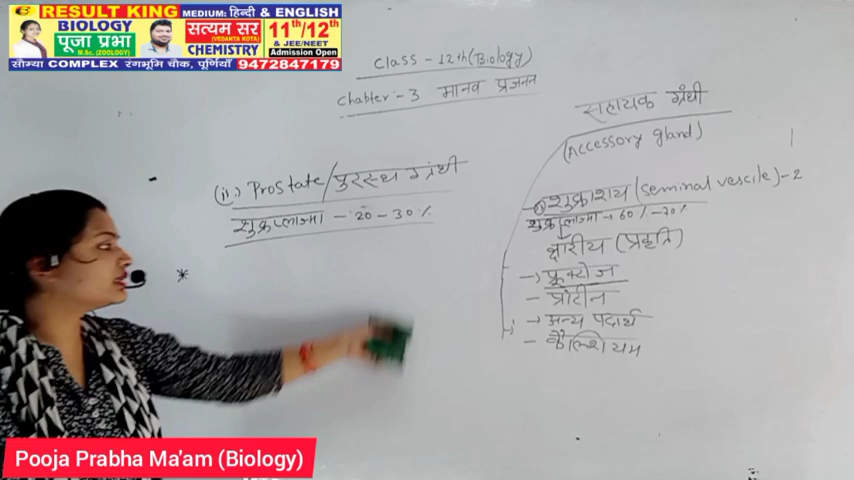 RESULT KING MEDIUM: हिन्दी & ENGLISH
BIOLOGY
पूजा प्रभा
M.Sc. (ZOOLOGY)
सत्यम सर
(VEDANTA KOTA)
CHEMISTRY
11th/12th
& JEE/NEET
Admission Open
सौम्या COMPLEX रंगभूमि चौक, पूर्णियाँ 9472847179
Class - 12th (Biology)
Chabter - 3 मानव प्रजनन
सहायक ग्रंथी
(Accessory gland)
(i) शुक्राशय (seminal vescile) - 2
शुक्रप्लाज्मा → 60% - 70%
क्षारीय (प्रकृति)
→ फ्रुक्टोज
- प्रोटीन
→ अन्य पदार्थ
- कैल्शियम
(ii) Prostate/पुरस्थ ग्रंथी
शुक्रप्लाज्मा - 20 - 30%
*
Pooja Prabha Ma'am (Biology)